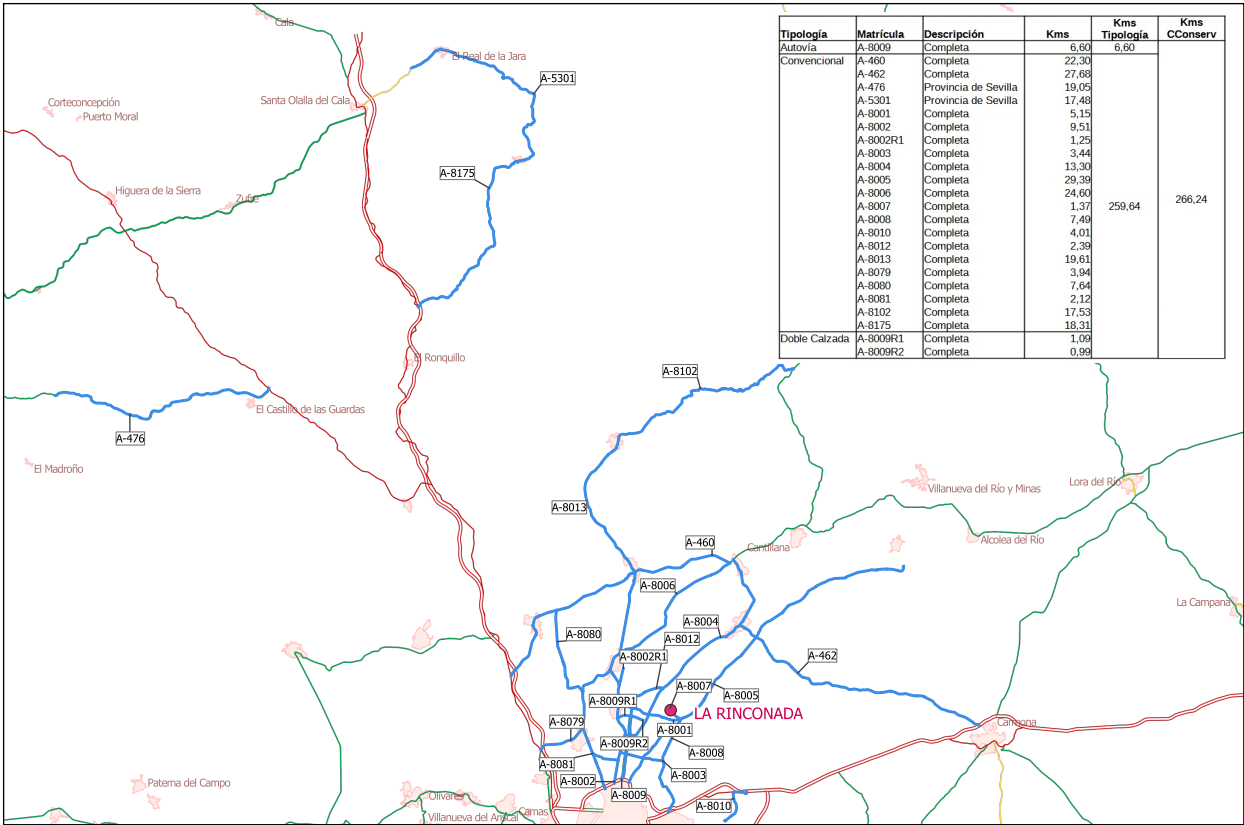 Cala
El Real de la Jara
A-5301
Santa Olalla del Cala
Corteconcepción
Puerto Moral
A-8175
Higuera de la Sierra
Zufre
El Ronquillo
A-8102
El Castillo de las Guardas
A-476
El Madroño
Villanueva del Río y Minas
Lora del Río
A-8013
A-460
Cantillana
Alcolea del Río
A-8006
La Campana
A-8004
A-8080
A-8012
A-8002R1
A-462
A-8007
A-8005
A-8009R1
LA RINCONADA
A-8079
A-8001
Carmona
A-8009R2
A-8008
A-8081
A-8003
A-8002
Paterna del Campo
A-8009
Olivares
A-8010
Camas
Villanueva del Ariscal
Tipología Matrícula Descripción Kms Kms Tipología Kms CConserv
Autovía A-8009 Completa 6,60 6,60
Convencional A-460 Completa 22,30
A-462 Completa 27,68
A-476 Provincia de Sevilla 19,05
A-5301 Provincia de Sevilla 17,48
A-8001 Completa 5,15
A-8002 Completa 9,51
A-8002R1 Completa 1,25
A-8003 Completa 3,44
A-8004 Completa 13,30
A-8005 Completa 29,39
A-8006 Completa 24,60
A-8007 Completa 1,37 259,64 266,24
A-8008 Completa 7,49
A-8010 Completa 4,01
A-8012 Completa 2,39
A-8013 Completa 19,61
A-8079 Completa 3,94
A-8080 Completa 7,64
A-8081 Completa 2,12
A-8102 Completa 17,53
A-8175 Completa 18,31
Doble Calzada A-8009R1 Completa 1,09
A-8009R2 Completa 0,99